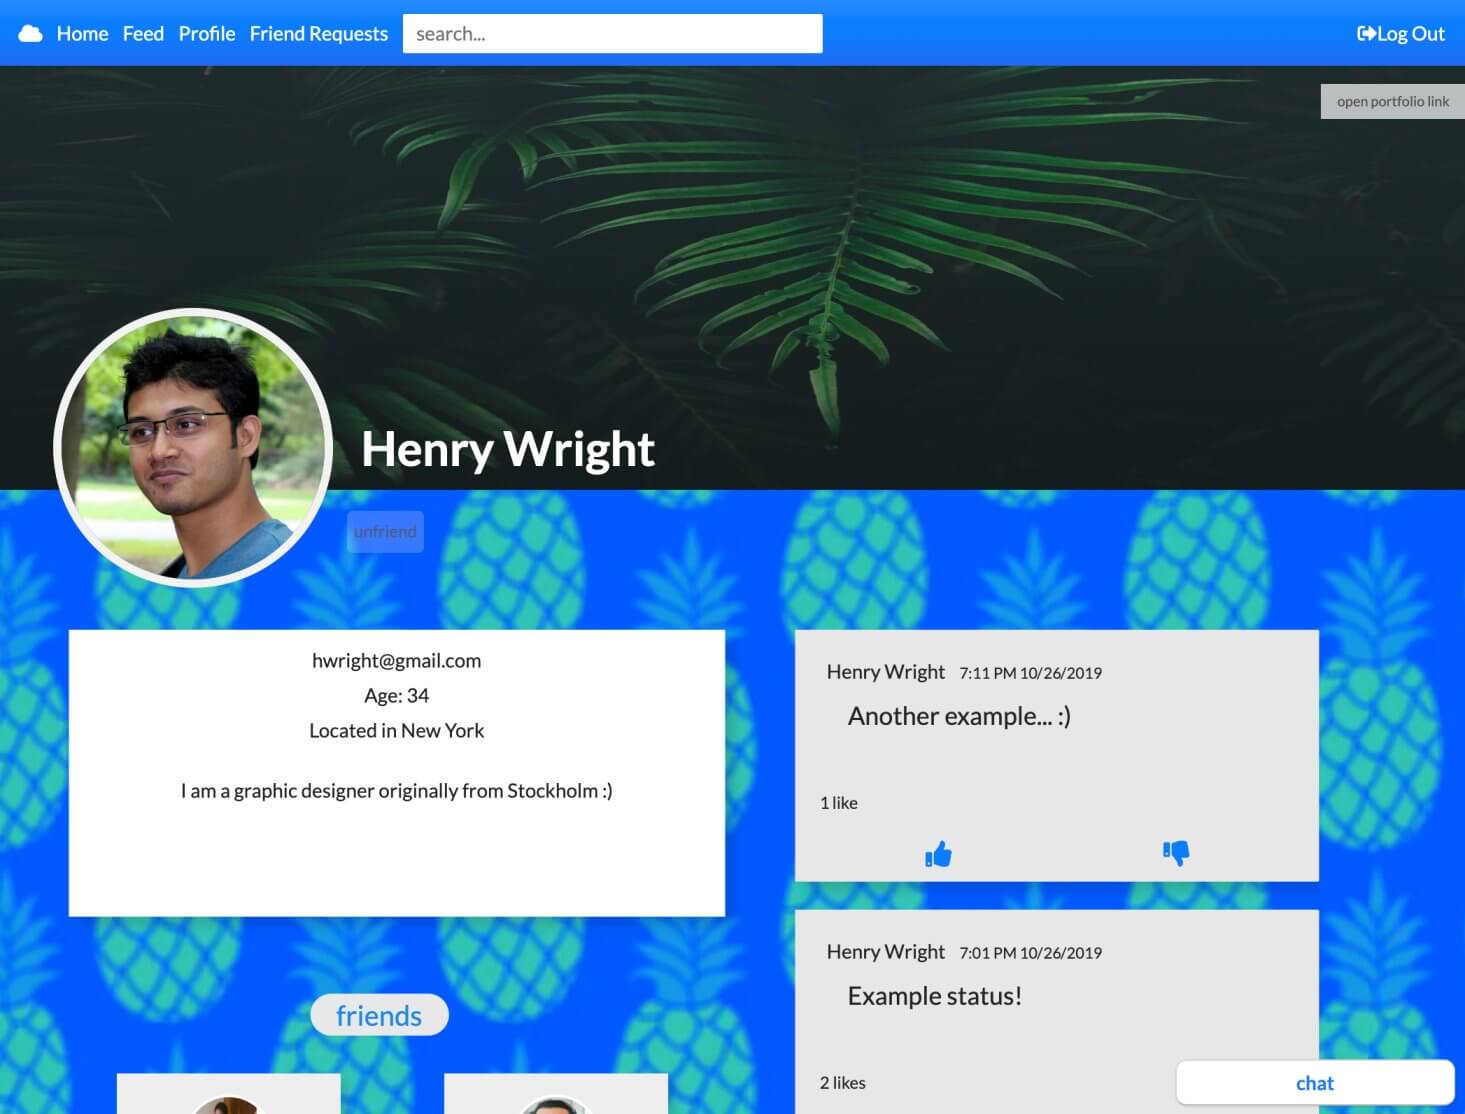 Home Feed Profile Friend Requests search... Log Out
open portfolio link
Henry Wright
unfriend
hwright@gmail.com
Age: 34
Located in New York
I am a graphic designer originally from Stockholm :)
friends
Henry Wright 7:11 PM 10/26/2019
Another example... :)
1 like
Henry Wright 7:01 PM 10/26/2019
Example status!
2 likes
chat